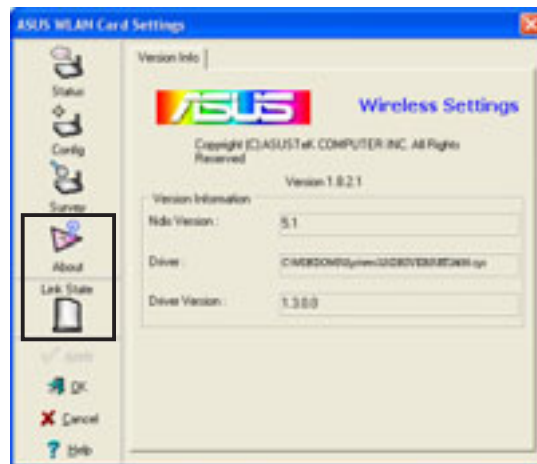 ASUS WLAN Card Settings
Status
Config
Survey
About
Link State
Apply
OK
Cancel
Help
Version Info
ASUS
Wireless Settings
Copyright (C) ASUSTeK COMPUTER INC. All Rights
Reserved
Version 1.8.2.1
Version Information
Ndis Version :
5.1
Driver :
Driver Version :
1.3.0.0